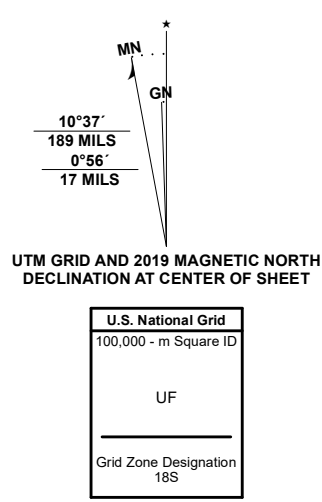 ★
MN
GN
10°37´
189 MILS
0°56´
17 MILS
UTM GRID AND 2019 MAGNETIC NORTH
DECLINATION AT CENTER OF SHEET
U.S. National Grid
100,000 - m Square ID
UF
Grid Zone Designation
18S